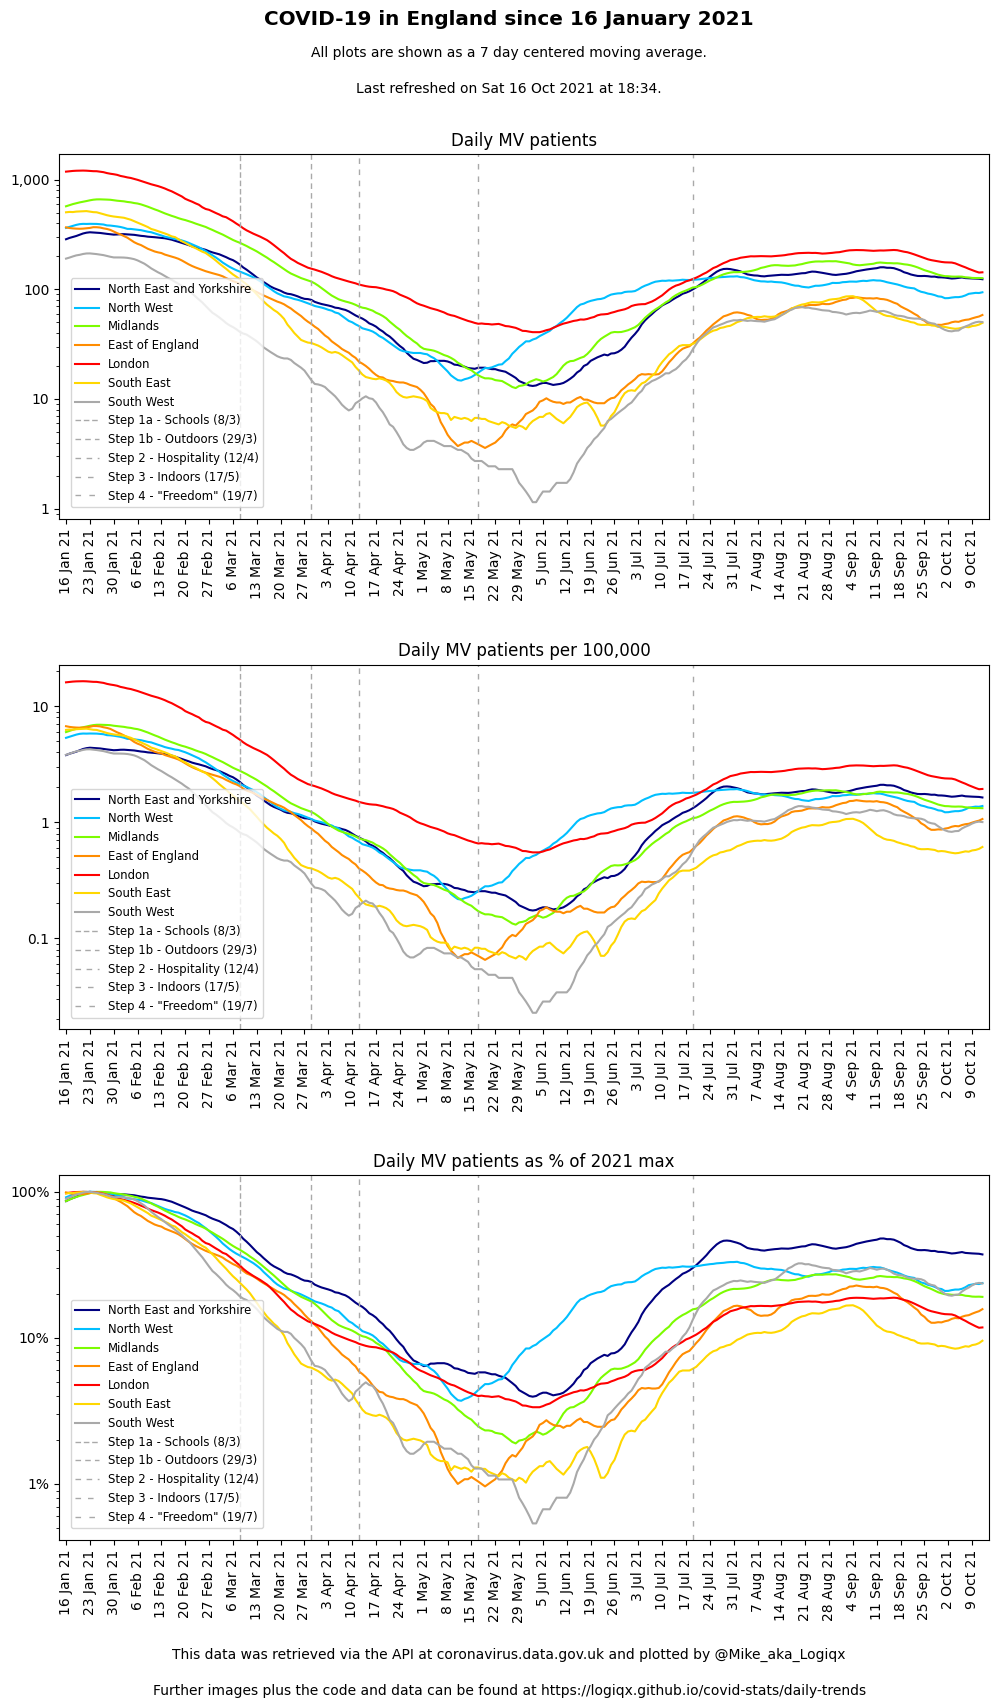 COVID-19 in England since 16 January 2021
All plots are shown as a 7 day centered moving average.
Last refreshed on Sat 16 Oct 2021 at 18:34.
Daily MV patients
1,000
100
10
1
North East and Yorkshire
North West
Midlands
East of England
London
South East
South West
Step 1a - Schools (8/3)
Step 1b - Outdoors (29/3)
Step 2 - Hospitality (12/4)
Step 3 - Indoors (17/5)
Step 4 - "Freedom" (19/7)
16 Jan 21
23 Jan 21
30 Jan 21
6 Feb 21
13 Feb 21
20 Feb 21
27 Feb 21
6 Mar 21
13 Mar 21
20 Mar 21
27 Mar 21
3 Apr 21
10 Apr 21
17 Apr 21
24 Apr 21
1 May 21
8 May 21
15 May 21
22 May 21
29 May 21
5 Jun 21
12 Jun 21
19 Jun 21
26 Jun 21
3 Jul 21
10 Jul 21
17 Jul 21
24 Jul 21
31 Jul 21
7 Aug 21
14 Aug 21
21 Aug 21
28 Aug 21
4 Sep 21
11 Sep 21
18 Sep 21
25 Sep 21
2 Oct 21
9 Oct 21
Daily MV patients per 100,000
10
1
0.1
North East and Yorkshire
North West
Midlands
East of England
London
South East
South West
Step 1a - Schools (8/3)
Step 1b - Outdoors (29/3)
Step 2 - Hospitality (12/4)
Step 3 - Indoors (17/5)
Step 4 - "Freedom" (19/7)
16 Jan 21
23 Jan 21
30 Jan 21
6 Feb 21
13 Feb 21
20 Feb 21
27 Feb 21
6 Mar 21
13 Mar 21
20 Mar 21
27 Mar 21
3 Apr 21
10 Apr 21
17 Apr 21
24 Apr 21
1 May 21
8 May 21
15 May 21
22 May 21
29 May 21
5 Jun 21
12 Jun 21
19 Jun 21
26 Jun 21
3 Jul 21
10 Jul 21
17 Jul 21
24 Jul 21
31 Jul 21
7 Aug 21
14 Aug 21
21 Aug 21
28 Aug 21
4 Sep 21
11 Sep 21
18 Sep 21
25 Sep 21
2 Oct 21
9 Oct 21
Daily MV patients as % of 2021 max
100%
10%
1%
North East and Yorkshire
North West
Midlands
East of England
London
South East
South West
Step 1a - Schools (8/3)
Step 1b - Outdoors (29/3)
Step 2 - Hospitality (12/4)
Step 3 - Indoors (17/5)
Step 4 - "Freedom" (19/7)
16 Jan 21
23 Jan 21
30 Jan 21
6 Feb 21
13 Feb 21
20 Feb 21
27 Feb 21
6 Mar 21
13 Mar 21
20 Mar 21
27 Mar 21
3 Apr 21
10 Apr 21
17 Apr 21
24 Apr 21
1 May 21
8 May 21
15 May 21
22 May 21
29 May 21
5 Jun 21
12 Jun 21
19 Jun 21
26 Jun 21
3 Jul 21
10 Jul 21
17 Jul 21
24 Jul 21
31 Jul 21
7 Aug 21
14 Aug 21
21 Aug 21
28 Aug 21
4 Sep 21
11 Sep 21
18 Sep 21
25 Sep 21
2 Oct 21
9 Oct 21
This data was retrieved via the API at coronavirus.data.gov.uk and plotted by @Mike_aka_Logiqx
Further images plus the code and data can be found at https://logiqx.github.io/covid-stats/daily-trends